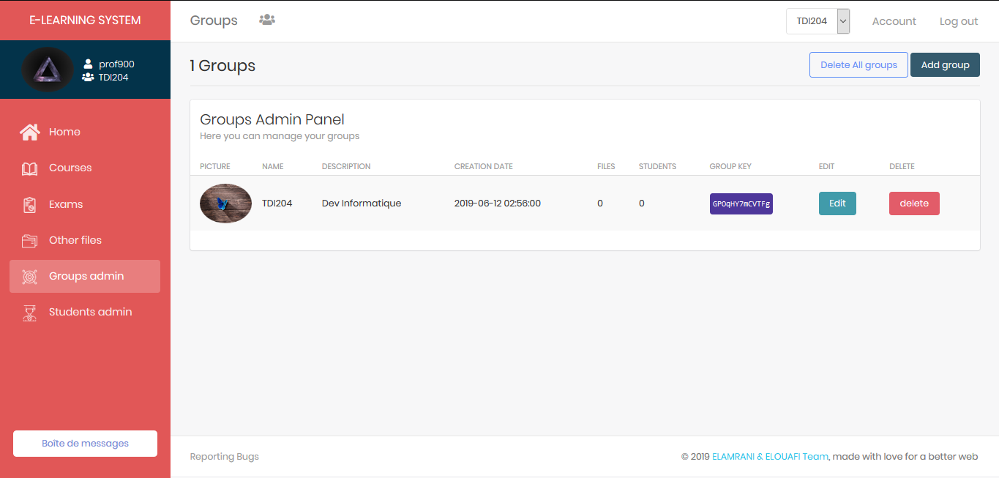 E-LEARNING SYSTEM
Groups
TDI204
Account
Log out
prof900
TDI204
1 Groups
Delete All groups
Add group
Home
Courses
Exams
Other files
Groups admin
Students admin
Boîte de messages
Groups Admin Panel
Here you can manage your groups
PICTURE NAME DESCRIPTION CREATION DATE FILES STUDENTS GROUP KEY EDIT DELETE
TDI204 Dev Informatique 2019-06-12 02:56:00 0 0 GPOqHY7mCVTFg Edit delete
Reporting Bugs
© 2019 ELAMRANI & ELOUAFI Team, made with love for a better web